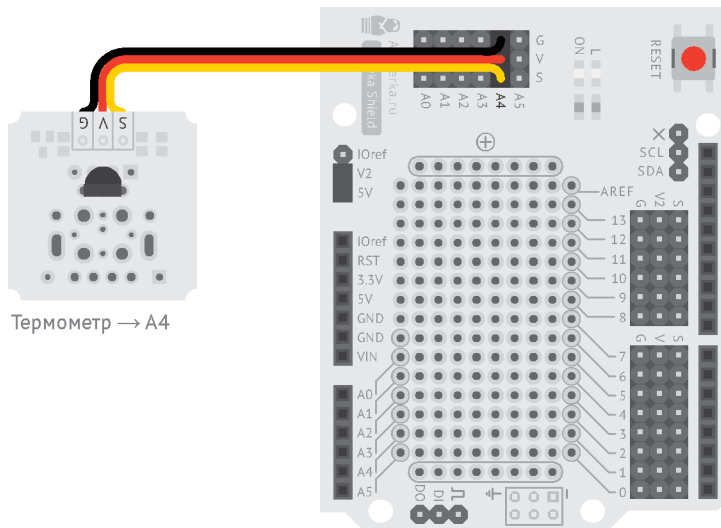 G
V
S
A0 A1 A2 A3 A4 A5
ON
L
RESET
G V S
IOref
V2
5V
SCL
SDA
AREF
G V2 S
13
12
11
10
9
8
IOref
RST
3.3V
5V
GND
GND
VIN
G V S
7
6
5
4
3
2
1
0
A0
A1
A2
A3
A4
A5
DO DI
Термометр → A4